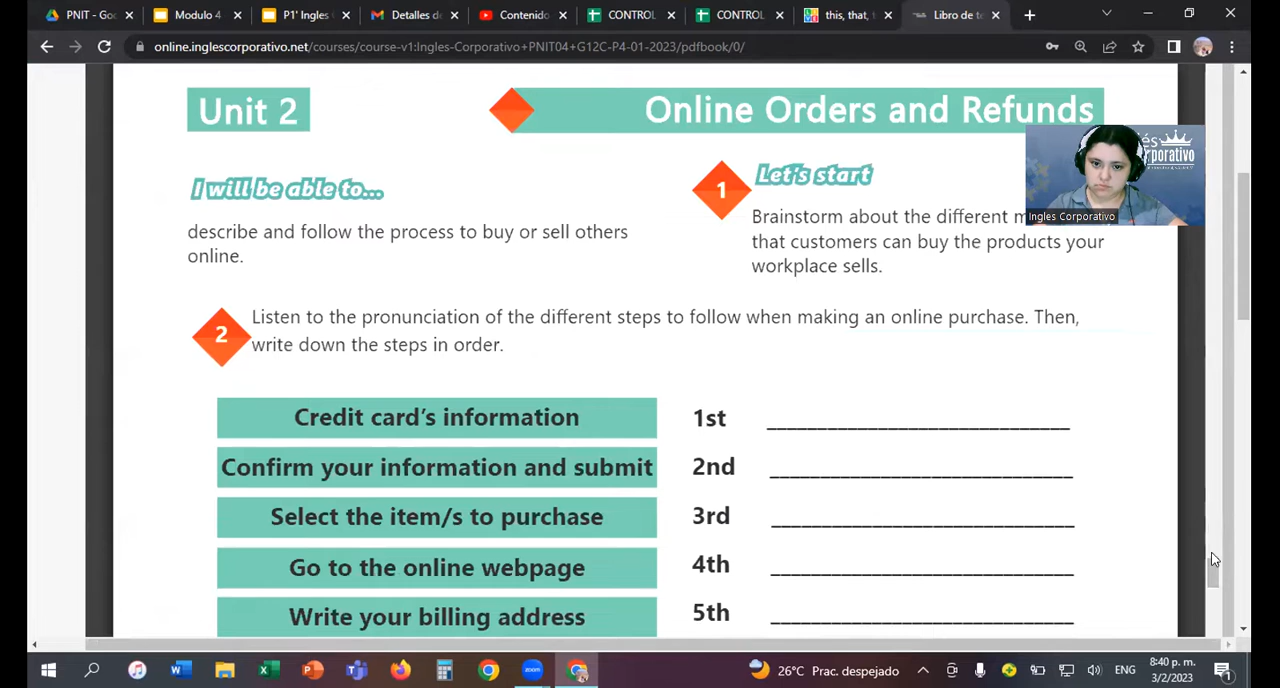 PNIT - Goo
Modulo 4
P1' Ingles
Detalles de
Contenido
CONTROL
CONTROL
this, that, t
Libro de te
online.inglescorporativo.net/courses/course-v1:Ingles-Corporativo+PNIT04+G12C-P4-01-2023/pdfbook/0/
Unit 2
Online Orders and Refunds
I will be able to...
describe and follow the process to buy or sell others
online.
1
Let's start
Brainstorm about the different
that customers can buy the products your
workplace sells.
Ingles Corporativo
2
Listen to the pronunciation of the different steps to follow when making an online purchase. Then,
write down the steps in order.
Credit card's information
1st
Confirm your information and submit
2nd
Select the item/s to purchase
3rd
Go to the online webpage
4th
Write your billing address
5th
26°C Prac. despejado
ENG
8:40 p. m.
3/2/2023
1